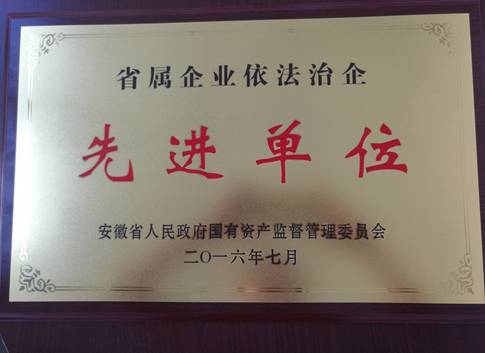 省属企业依法治企
先进单位
安徽省人民政府国有资产监督管理委员会
二〇一六年七月